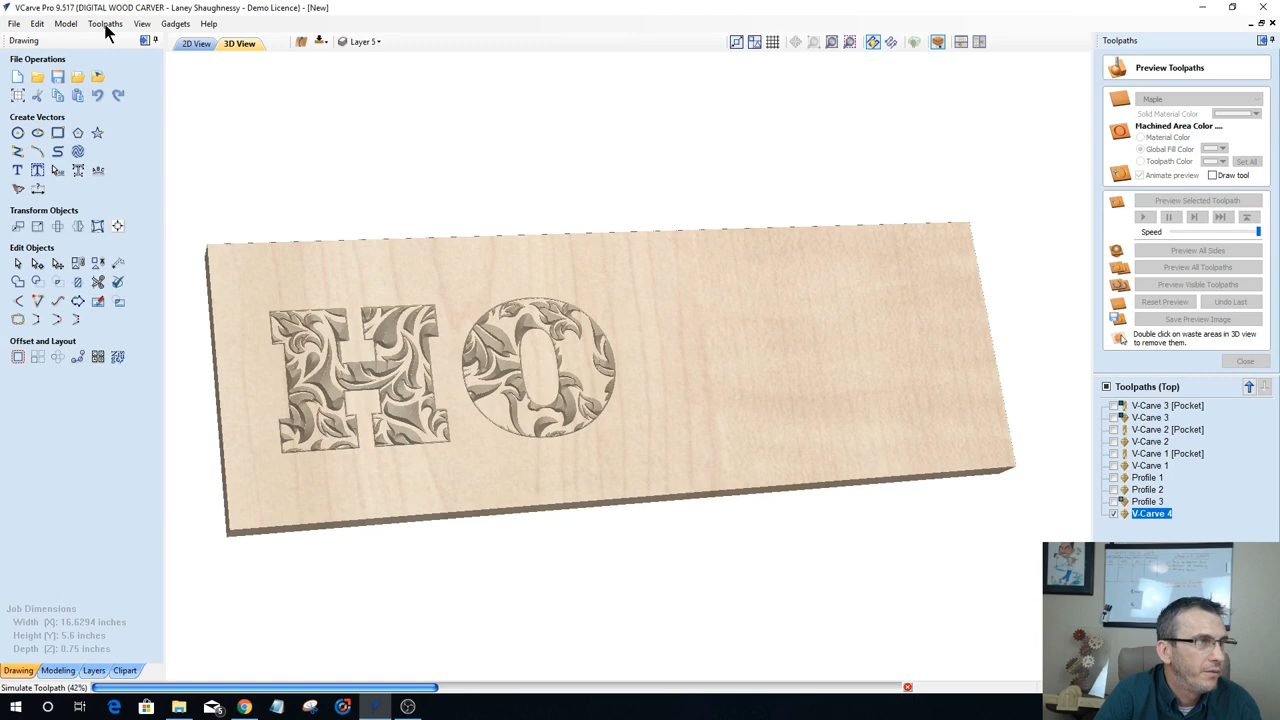 VCarve Pro 9.517 {DIGITAL WOOD CARVER - Laney Shaughnessy - Demo Licence} - [New]
File Edit Model Toolpaths View Gadgets Help
Drawing
2D View 3D View
Layer 5
Toolpaths
File Operations
Create Vectors
Transform Objects
Edit Objects
Offset and Layout
Job Dimensions
Width (X): 16.6294 inches
Height (Y): 5.6 inches
Depth (Z): 0.75 inches
Drawing Modeling Layers Clipart
Simulate Toolpath (42%)
HO
Preview Toolpaths
Maple
Solid Material Color
Machined Area Color ....
Material Color
Global Fill Color
Toolpath Color
Set All
Animate preview
Draw tool
Preview Selected Toolpath
Speed
Preview All Sides
Preview All Toolpaths
Preview Visible Toolpaths
Reset Preview Undo Last
Save Preview Image
Double click on waste areas in 3D view
to remove them.
Close
Toolpaths (Top)
V-Carve 3 [Pocket]
V-Carve 3
V-Carve 2 [Pocket]
V-Carve 2
V-Carve 1 [Pocket]
V-Carve 1
Profile 1
Profile 2
Profile 3
V-Carve 4